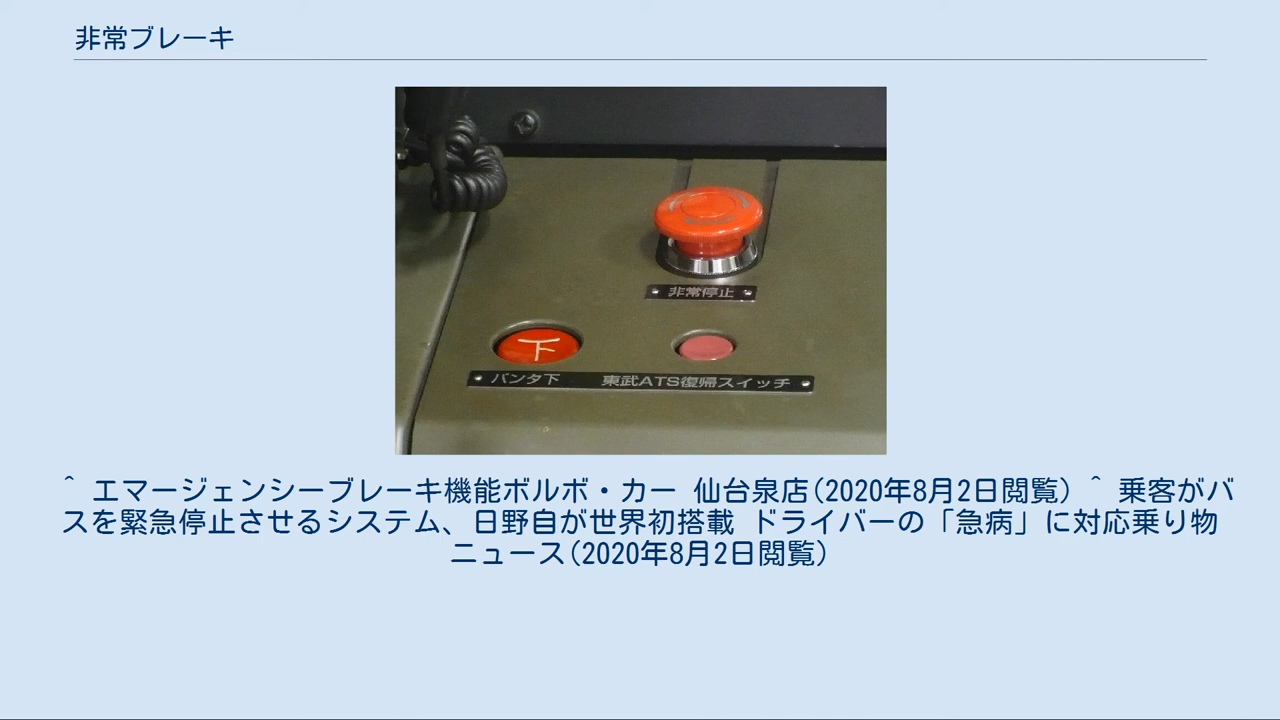 非常ブレーキ
非常停止
下
パンタ下 東武ATS復帰スイッチ
^ エマージェンシーブレーキ機能ボルボ・カー 仙台泉店(2020年8月2日閲覧) ^ 乗客がバ
スを緊急停止させるシステム、日野自が世界初搭載 ドライバーの「急病」に対応乗り物
ニュース(2020年8月2日閲覧)